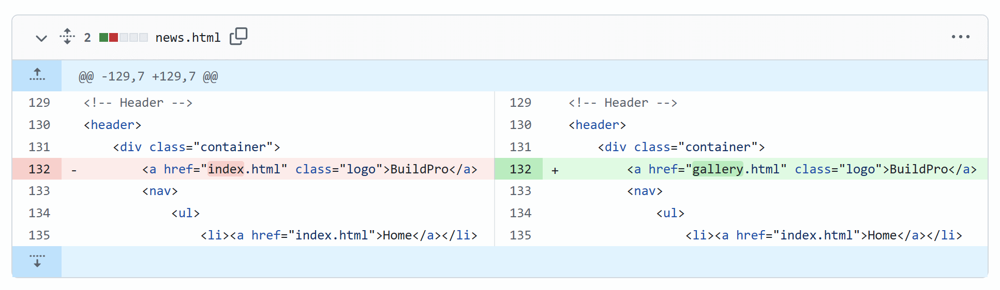 2 news.html
@@ -129,7 +129,7 @@
129 <!-- Header -->
130 <header>
131 <div class="container">
132 - <a href="index.html" class="logo">BuildPro</a>
133 <nav>
134 <ul>
135 <li><a href="index.html">Home</a></li>
129 <!-- Header -->
130 <header>
131 <div class="container">
132 + <a href="gallery.html" class="logo">BuildPro</a>
133 <nav>
134 <ul>
135 <li><a href="index.html">Home</a></li>